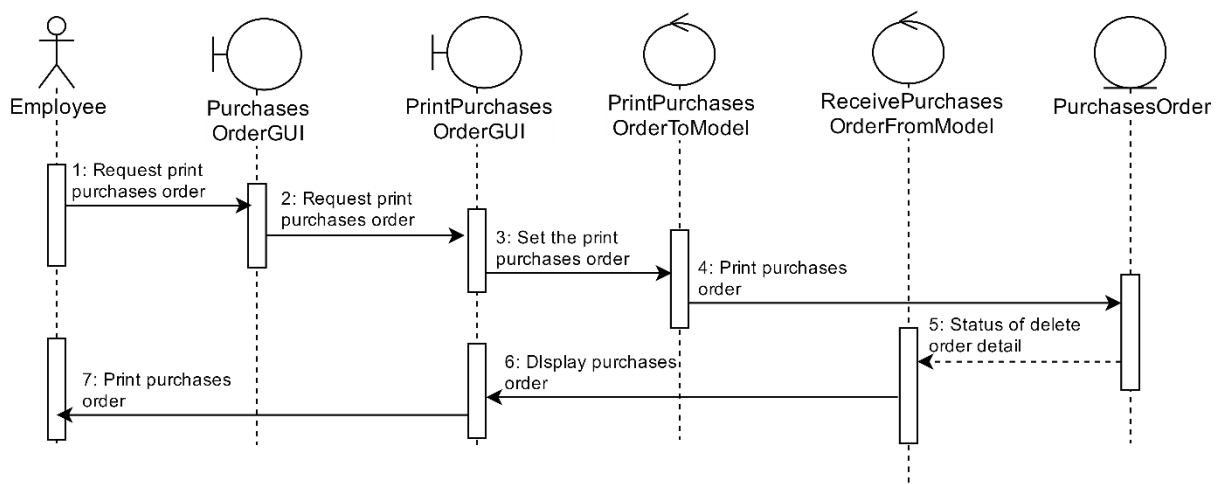 Employee
Purchases
OrderGUI
PrintPurchases
OrderGUI
PrintPurchases
OrderToModel
ReceivePurchases
OrderFromModel
PurchasesOrder
1: Request print
purchases order
2: Request print
purchases order
3: Set the print
purchases order
4: Print purchases
order
5: Status of delete
order detail
6: DIsplay purchases
order
7: Print purchases
order